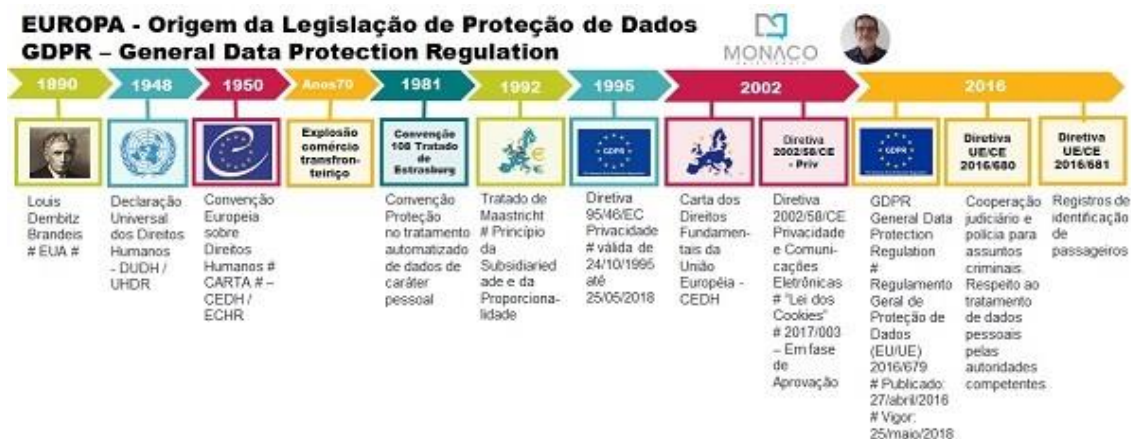 EUROPA - Origem da Legislação de Proteção de Dados
GDPR – General Data Protection Regulation
MONACO
1890
1948
1950
Anos70
1981
1992
1995
2002
2016
Explosão
comércio
transfron-
teiriço
Convenção
108 Tratado
de
Estrasburg
GDPR
Diretiva
2002/58/CE
- Priv
GDPR
Diretiva
UE/CE
2016/680
Diretiva
UE/CE
2016/681
Louis
Dembitz
Brandeis
# EUA #
Declaração
Universal
dos Direitos
Humanos
- DUDH /
UHDR
Convenção
Europeia
sobre
Direitos
Humanos #
CARTA # –
CEDH /
ECHR
Convenção
Proteção
no tratamento
automatizado
de dados de
caráter
pessoal
Tratado de
Maastricht
# Princípio
da
Subsidiaried
ade e da
Proporciona-
lidade
Diretiva
95/46/EC
Privacidade
# válida de
24/10/1995
até
25/05/2018
Carta dos
Direitos
Fundamen-
tais da
União
Européia -
CEDH
Diretiva
2002/58/CE
Privacidade
e Comuni-
cações
Eletrônicas
# "Lei dos
Cookies"
# 2017/003
– Em fase
de
Aprovação
GDPR
General Data
Protection
Regulation
#
Regulamento
Geral de
Proteção de
Dados
(EU/UE)
2016/679
# Publicado:
27/abril/2016
# Vigor:
25/maio/2018
Cooperação
judiciário e
polícia para
assuntos
criminais.
Respeito ao
tratamento
de dados
pessoais
pelas
autoridades
competentes
Registros de
identificação
de
passageiros